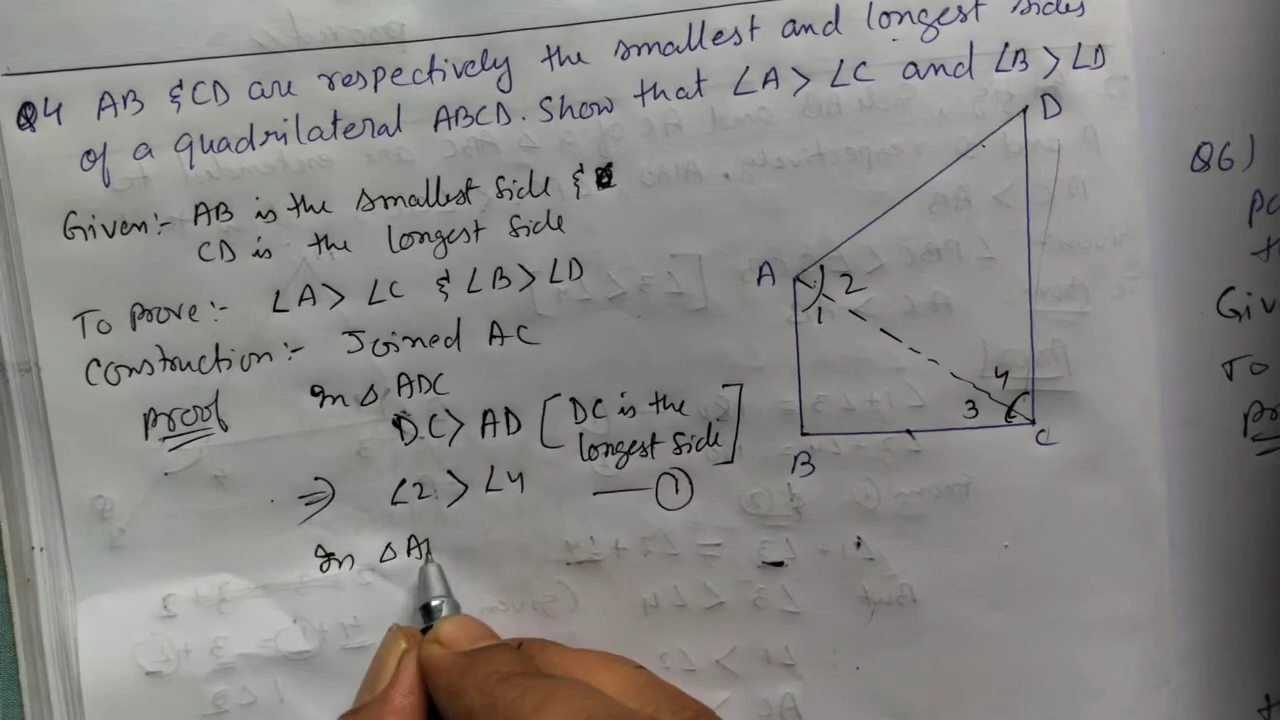 Q4 AB & CD are respectively the smallest and longest sides
of a quadrilateral ABCD. Show that ∠A > ∠C and ∠B > ∠D
Given:- AB is the smallest side &
CD is the longest side
To prove:- ∠A > ∠C & ∠B > ∠D
Construction:- Joined AC
Proof In △ ADC
DC > AD [DC is the
longest side]
⇒ ∠2 > ∠4 — ①
In △ A
D
A 2
1
4
3
B
C
Q6)
Giv
To